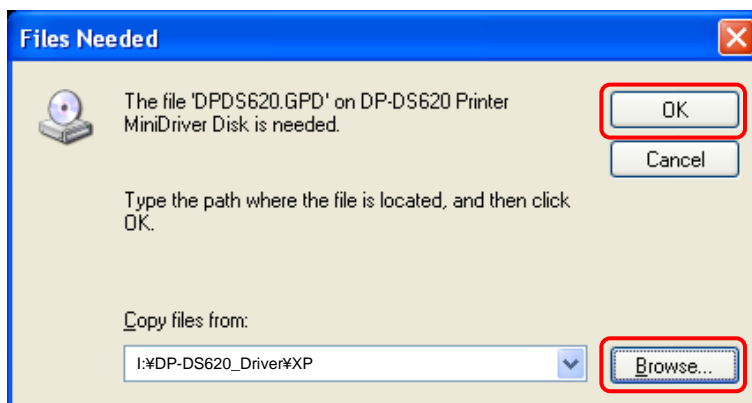 Files Needed
The file 'DPDS620.GPD' on DP-DS620 Printer
MiniDriver Disk is needed.
OK
Cancel
Type the path where the file is located, and then click
OK.
Copy files from:
I:¥DP-DS620_Driver¥XP
Browse...